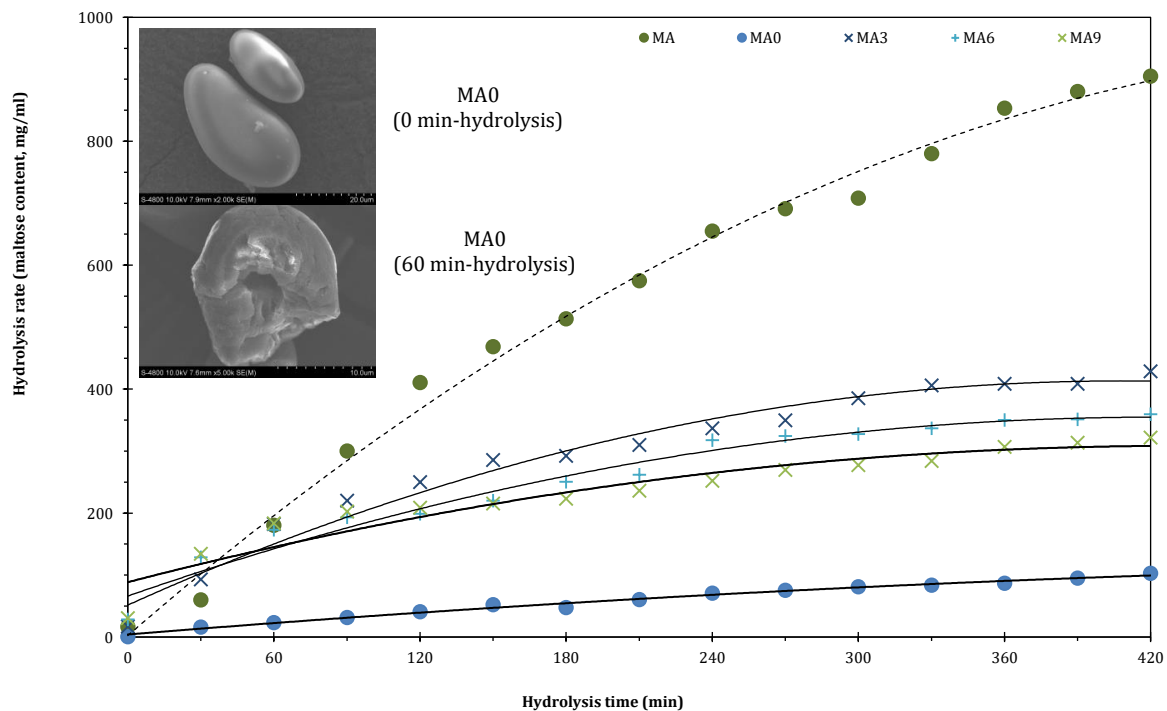 1000
800
600
400
200
0
Hydrolysis rate (maltose content, mg/ml)
MA
MA0
MA3
MA6
MA9
MA0
(0 min-hydrolysis)
S-4800 10.0kV 7.9mm x2.00k SE(M)
20.0um
MA0
(60 min-hydrolysis)
S-4800 10.0kV 7.6mm x5.00k SE(M)
10.0um
0
60
120
180
240
300
360
420
Hydrolysis time (min)